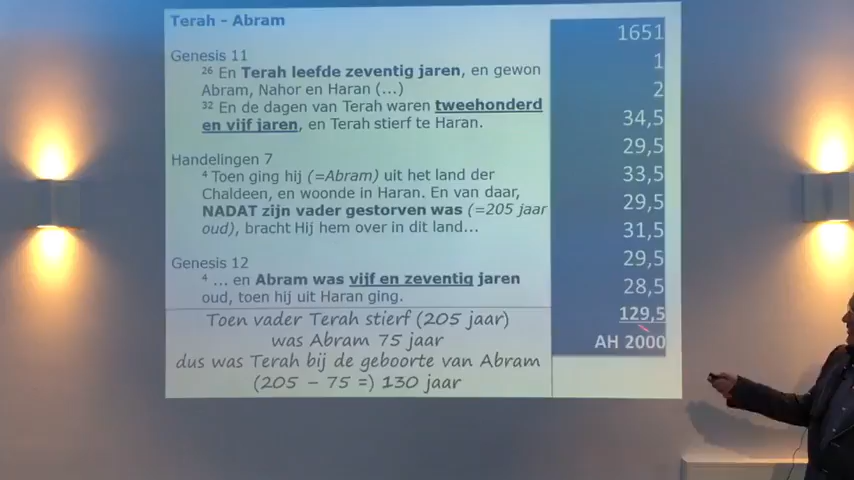 Terah – Abram
Genesis 11
26 En Terah leefde zeventig jaren, en gewon
Abram, Nahor en Haran (...)
32 En de dagen van Terah waren tweehonderd
en vijf jaren, en Terah stierf te Haran.
Handelingen 7
4 Toen ging hij (=Abram) uit het land der
Chaldeen, en woonde in Haran. En van daar,
NADAT zijn vader gestorven was (=205 jaar
oud), bracht Hij hem over in dit land...
Genesis 12
4 ... en Abram was vijf en zeventig jaren
oud, toen hij uit Haran ging.
Toen vader Terah stierf (205 jaar)
was Abram 75 jaar
dus was Terah bij de geboorte van Abram
(205 – 75 =) 130 jaar
1651
1
2
34,5
29,5
33,5
29,5
31,5
29,5
28,5
129,5
AH 2000